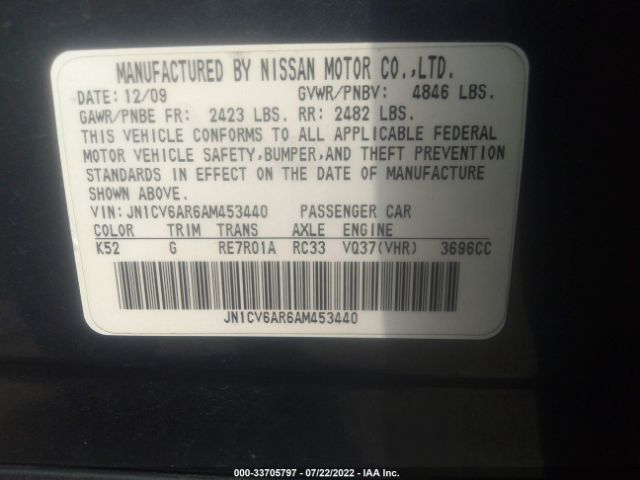 MANUFACTURED BY NISSAN MOTOR CO.,LTD.
DATE: 12/09 GVWR/PNBV: 4846 LBS.
GAWR/PNBE FR: 2423 LBS. RR: 2482 LBS.
THIS VEHICLE CONFORMS TO ALL APPLICABLE FEDERAL
MOTOR VEHICLE SAFETY,BUMPER,AND THEFT PREVENTION
STANDARDS IN EFFECT ON THE DATE OF MANUFACTURE
SHOWN ABOVE.
VIN: JN1CV6AR6AM453440 PASSENGER CAR
COLOR TRIM TRANS AXLE ENGINE
K52 G RE7R01A RC33 VQ37(VHR) 3696CC
JN1CV6AR6AM453440
000-33705797 - 07/22/2022 - IAA Inc.